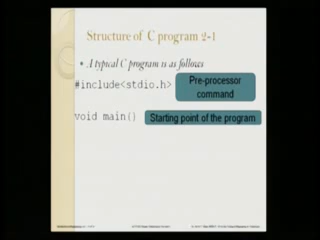 Structure of C program 2-1
• A typical C program is as follows
#include<stdio.h>
Pre-processor
command
void main()
Starting point of the program